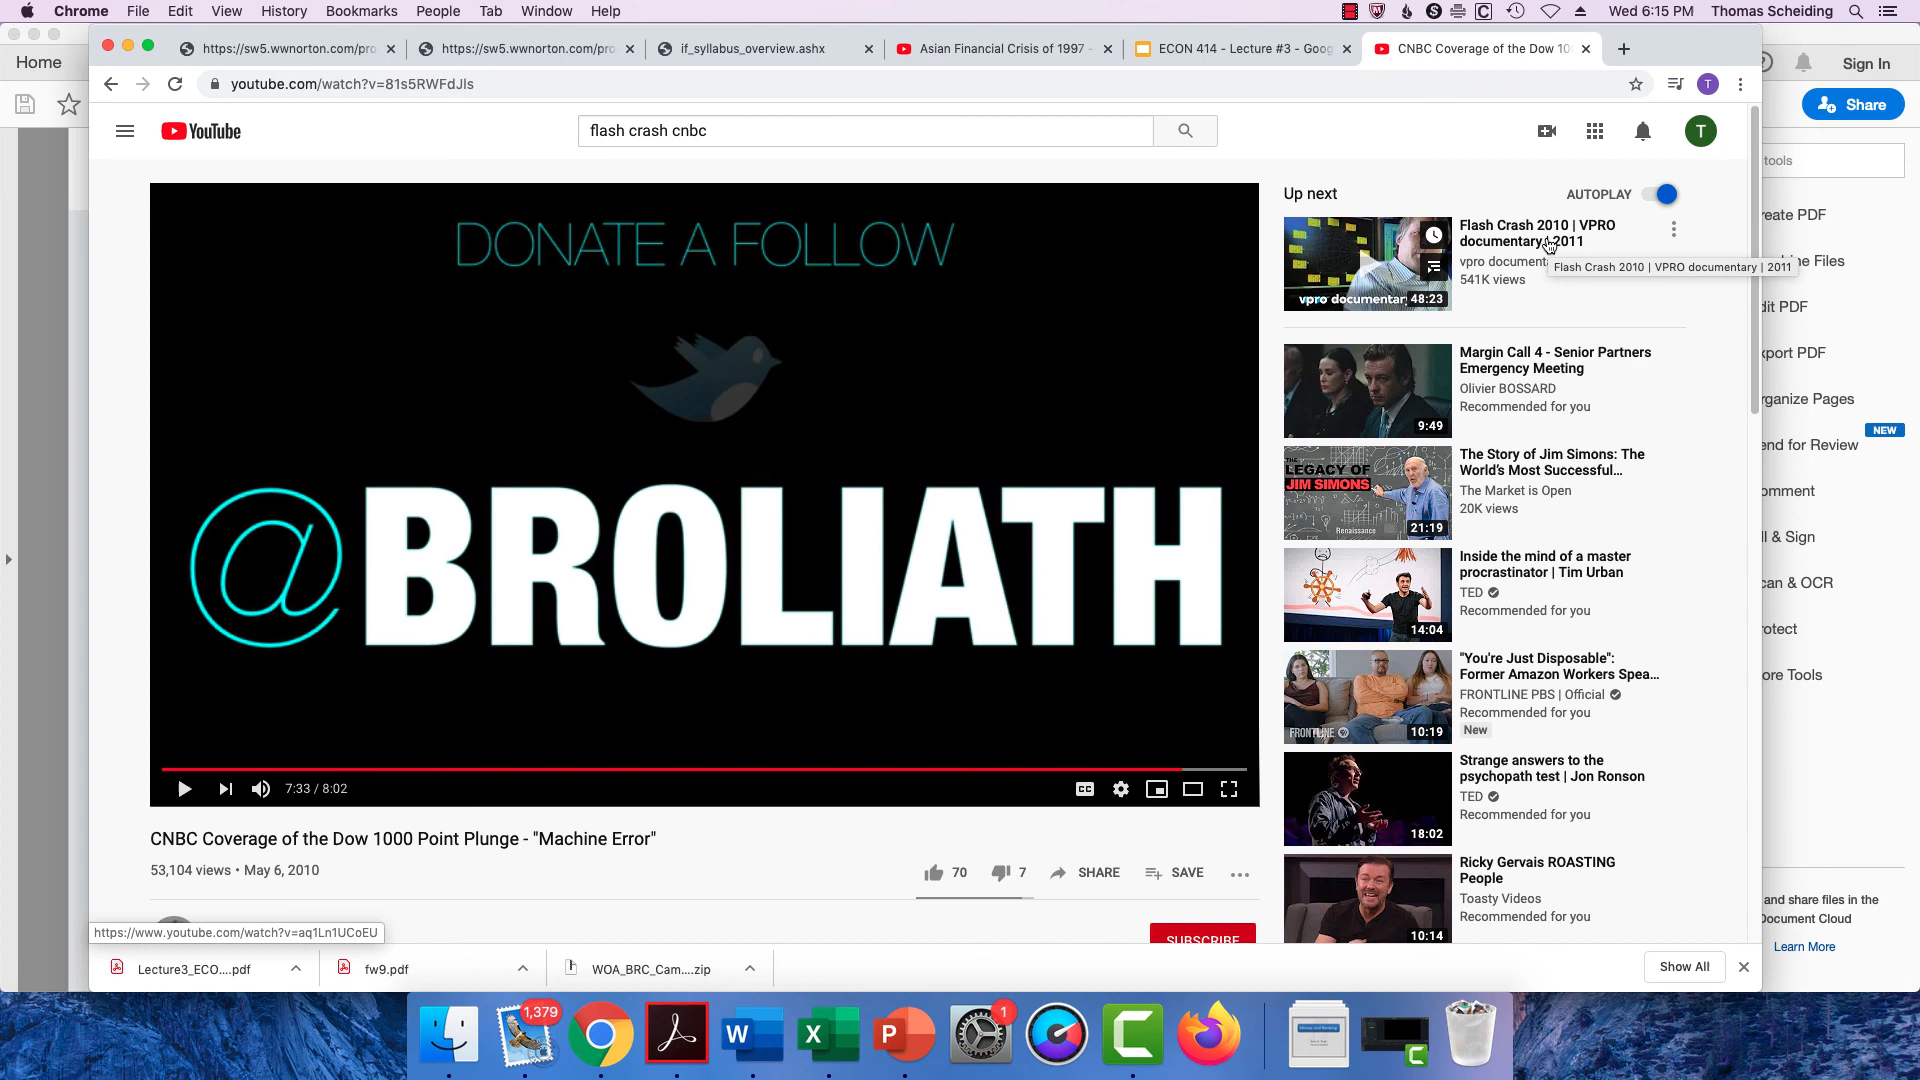 Chrome File Edit View History Bookmarks People Tab Window Help
Wed 6:15 PM Thomas Scheiding
Home
https://sw5.wwnorton.com/pro
https://sw5.wwnorton.com/pro
if_syllabus_overview.ashx
Asian Financial Crisis of 1997 -
ECON 414 - Lecture #3 - Goog
CNBC Coverage of the Dow 10
Sign In
youtube.com/watch?v=81s5RWFdJls
T
Share
YouTube
flash crash cnbc
T
tools
DONATE A FOLLOW
@BROLIATH
7:33 / 8:02
CC
CNBC Coverage of the Dow 1000 Point Plunge - "Machine Error"
53,104 views • May 6, 2010
70
7
SHARE
SAVE
SUBSCRIBE
https://www.youtube.com/watch?v=aq1Ln1UCoEU
Up next
AUTOPLAY
Flash Crash 2010 | VPRO
documentary | 2011
vpro documenta
Flash Crash 2010 | VPRO documentary | 2011
541K views
vpro documentary
48:23
Margin Call 4 - Senior Partners
Emergency Meeting
Olivier BOSSARD
Recommended for you
9:49
The Story of Jim Simons: The
World's Most Successful...
The Market is Open
20K views
THE
LEGACY OF
JIM SIMONS
Renaissance
21:19
Inside the mind of a master
procrastinator | Tim Urban
TED
Recommended for you
14:04
"You're Just Disposable":
Former Amazon Workers Spea...
FRONTLINE PBS | Official
Recommended for you
New
FRONTLINE
10:19
Strange answers to the
psychopath test | Jon Ronson
TED
Recommended for you
18:02
Ricky Gervais ROASTING
People
Toasty Videos
Recommended for you
10:14
reate PDF
ine Files
dit PDF
xport PDF
rganize Pages
NEW
end for Review
omment
ll & Sign
can & OCR
rotect
ore Tools
and share files in the
Document Cloud
Learn More
Lecture3_ECO....pdf
fw9.pdf
WOA_BRC_Cam....zip
Show All
1,379
W
X
P
1
C
C